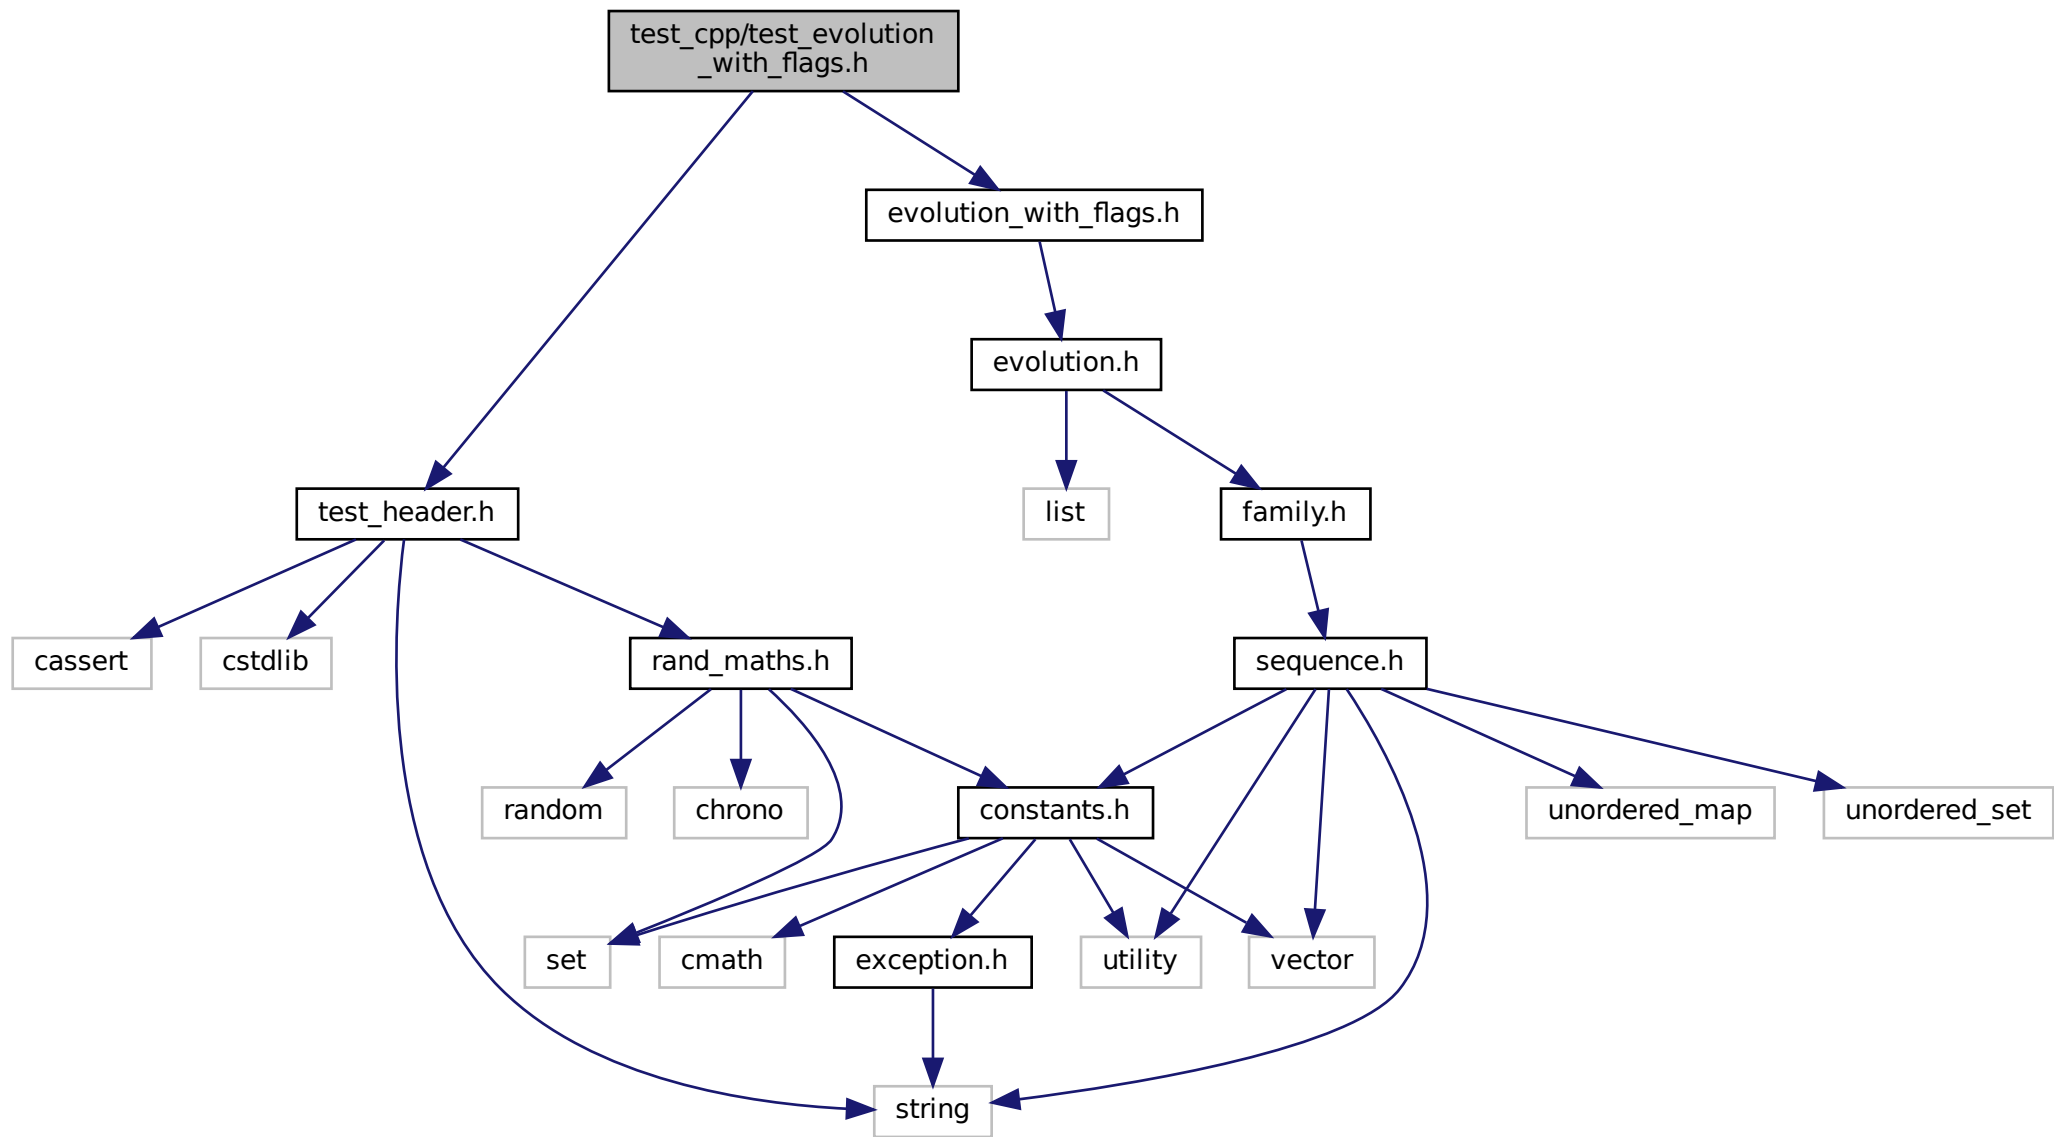 test_cpp/test_evolution
_with_flags.h
evolution_with_flags.h
evolution.h
test_header.h
list
family.h
cassert
cstdlib
rand_maths.h
sequence.h
random
chrono
constants.h
unordered_map
unordered_set
set
cmath
exception.h
utility
vector
string